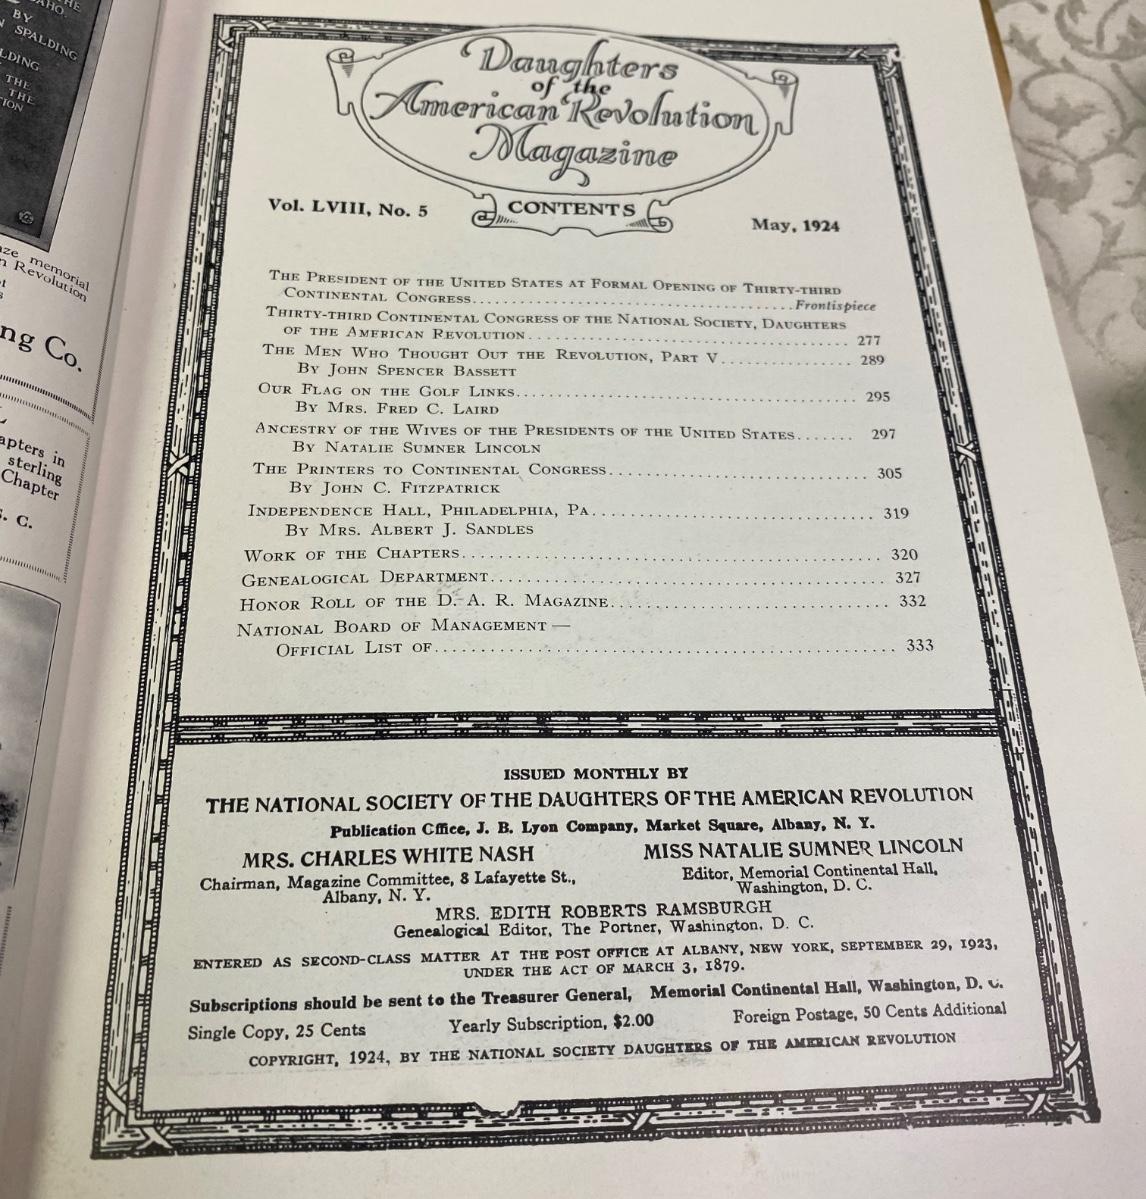 HO.
THE
BY
SPALDING
LDING
THE
THE
TION
ze memorial
n Revolution
ng Co.
apters in
sterling
Chapter
. C.
Daughters
of the
American Revolution
Magazine
CONTENTS
Vol. LVIII, No. 5
May, 1924
THE PRESIDENT OF THE UNITED STATES AT FORMAL OPENING OF THIRTY-THIRD
CONTINENTAL CONGRESS..........Frontispiece
THIRTY-THIRD CONTINENTAL CONGRESS OF THE NATIONAL SOCIETY, DAUGHTERS
OF THE AMERICAN REVOLUTION.......... 277
THE MEN WHO THOUGHT OUT THE REVOLUTION, PART V.......... 289
BY JOHN SPENCER BASSETT
OUR FLAG ON THE GOLF LINKS.......... 295
BY MRS. FRED C. LAIRD
ANCESTRY OF THE WIVES OF THE PRESIDENTS OF THE UNITED STATES....... 297
BY NATALIE SUMNER LINCOLN
THE PRINTERS TO CONTINENTAL CONGRESS.......... 305
BY JOHN C. FITZPATRICK
INDEPENDENCE HALL, PHILADELPHIA, PA.......... 319
BY MRS. ALBERT J. SANDLES
WORK OF THE CHAPTERS.......... 320
GENEALOGICAL DEPARTMENT.......... 327
HONOR ROLL OF THE D. A. R. MAGAZINE.......... 332
NATIONAL BOARD OF MANAGEMENT—
OFFICIAL LIST OF.......... 333
ISSUED MONTHLY BY
THE NATIONAL SOCIETY OF THE DAUGHTERS OF THE AMERICAN REVOLUTION
Publication Office, J. B. Lyon Company, Market Square, Albany, N. Y.
MRS. CHARLES WHITE NASH
Chairman, Magazine Committee, 8 Lafayette St.,
Albany, N. Y.
MISS NATALIE SUMNER LINCOLN
Editor, Memorial Continental Hall,
Washington, D. C.
MRS. EDITH ROBERTS RAMSBURGH
Genealogical Editor, The Portner, Washington, D. C.
ENTERED AS SECOND-CLASS MATTER AT THE POST OFFICE AT ALBANY, NEW YORK, SEPTEMBER 29, 1923,
UNDER THE ACT OF MARCH 3, 1879.
Subscriptions should be sent to the Treasurer General, Memorial Continental Hall, Washington, D. C.
Single Copy, 25 Cents Yearly Subscription, $2.00 Foreign Postage, 50 Cents Additional
COPYRIGHT, 1924, BY THE NATIONAL SOCIETY DAUGHTERS OF THE AMERICAN REVOLUTION